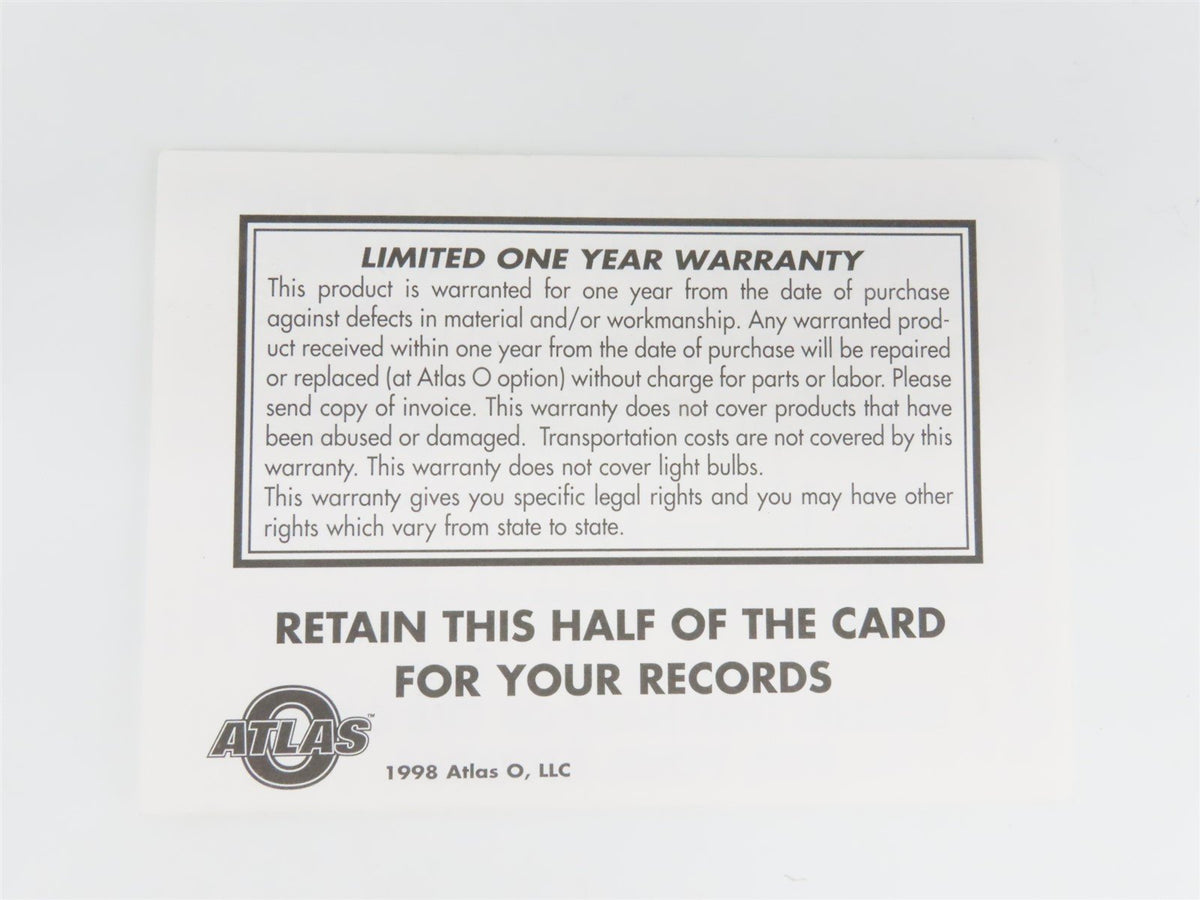 LIMITED ONE YEAR WARRANTY
This product is warranted for one year from the date of purchase
against defects in material and/or workmanship. Any warranted prod-
uct received within one year from the date of purchase will be repaired
or replaced (at Atlas O option) without charge for parts or labor. Please
send copy of invoice. This warranty does not cover products that have
been abused or damaged. Transportation costs are not covered by this
warranty. This warranty does not cover light bulbs.
This warranty gives you specific legal rights and you may have other
rights which vary from state to state.
RETAIN THIS HALF OF THE CARD
FOR YOUR RECORDS
ATLAS O™
1998 Atlas O, LLC